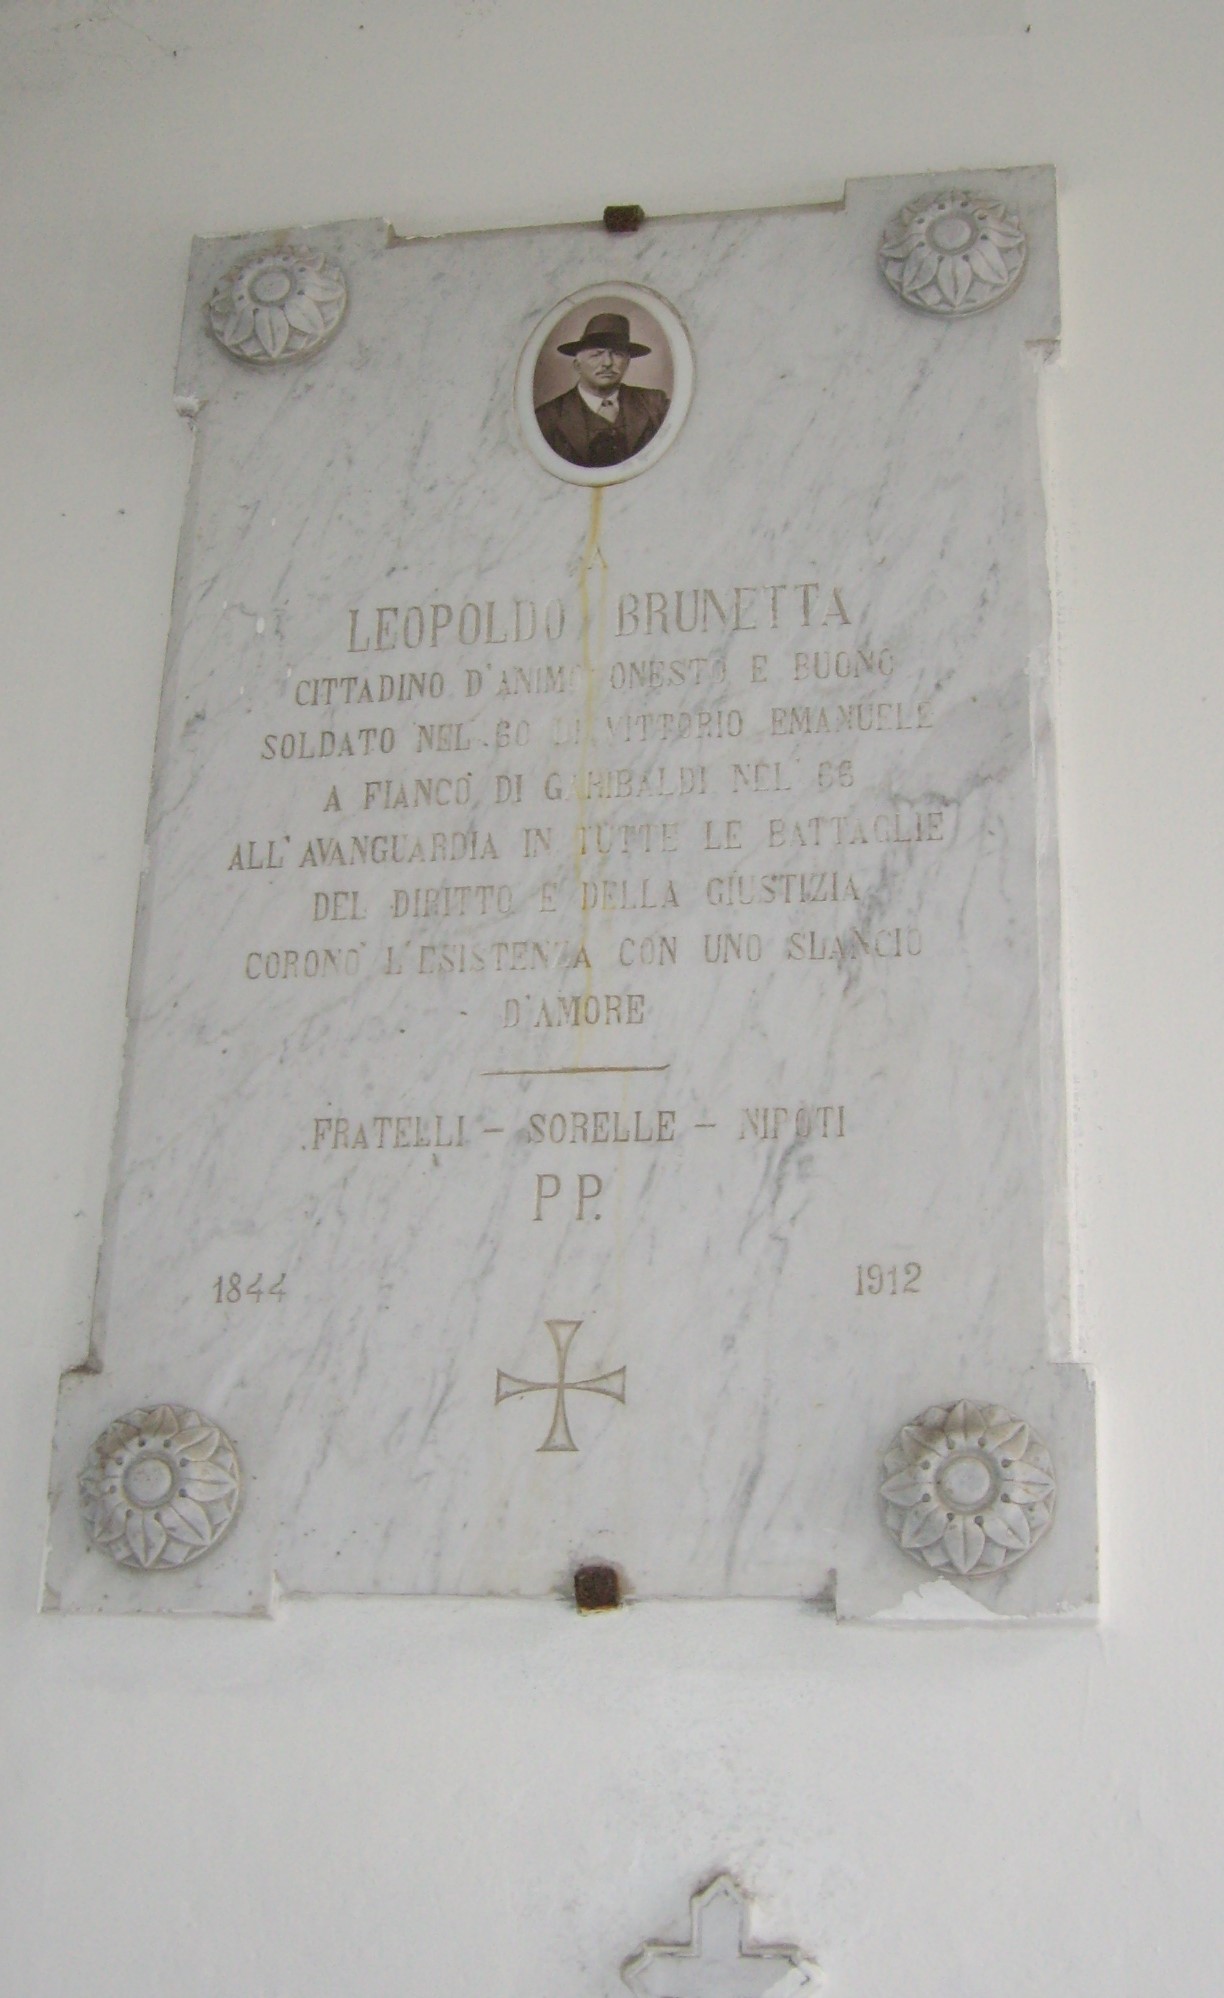 A
LEOPOLDO BRUNETTA
CITTADINO D'ANIMO ONESTO E BUONO
SOLDATO NEL 60 DI VITTORIO EMANUELE
A FIANCO DI GARIBALDI NEL' 66
ALL'AVANGUARDIA IN TUTTE LE BATTAGLIE
DEL DIRITTO E DELLA GIUSTIZIA
CORONO' L'ESISTENZA CON UNO SLANCIO
D'AMORE
FRATELLI - SORELLE - NIPOTI
P P.
1844 1912